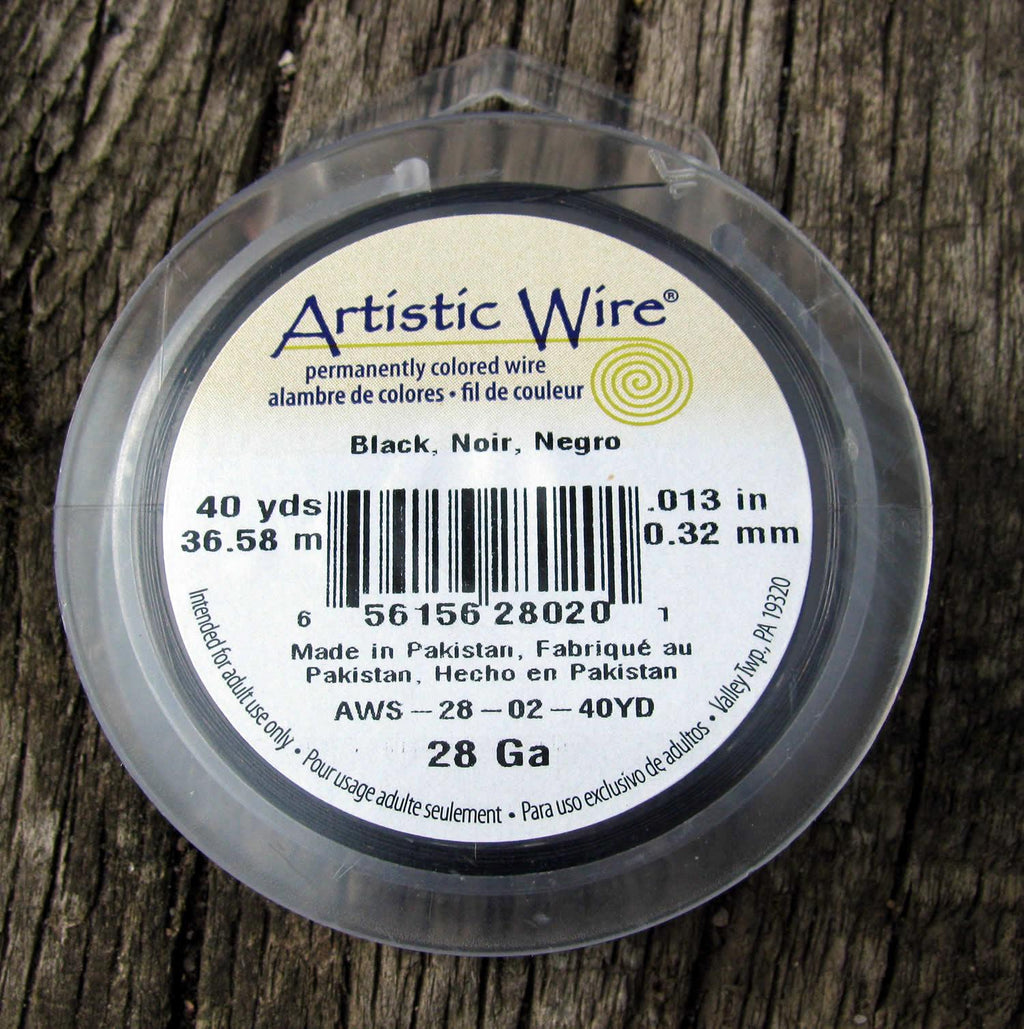 Artistic Wire®
permanently colored wire
alambre de colores • fil de couleur
Black, Noir, Negro
40 yds
36.58 m
.013 in
0.32 mm
6 56156 28020 1
Made in Pakistan, Fabriqué au
Pakistan, Hecho en Pakistan
AWS-28-02-40YD
28 Ga
Intended for adult use only • Pour usage adulte seulement • Para uso exclusivo de adultos • Valley Twp., PA 19320